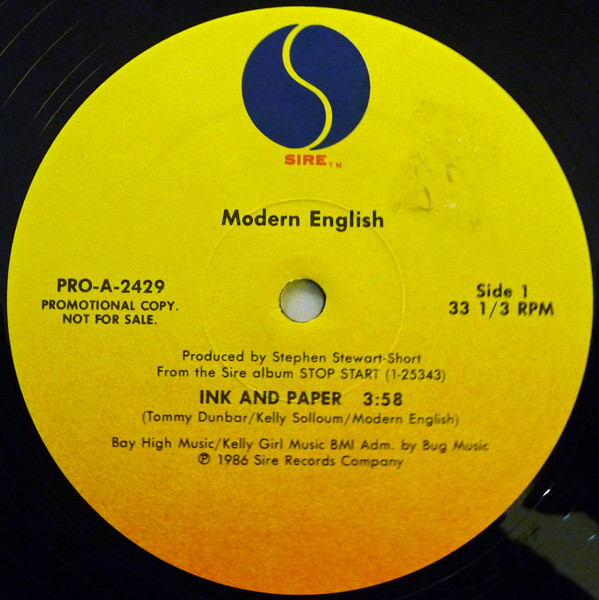 SIRE™
Modern English
PRO-A-2429
PROMOTIONAL COPY.
NOT FOR SALE.
Side 1
33 1/3 RPM
Produced by Stephen Stewart-Short
From the Sire album STOP START (1-25343)
INK AND PAPER 3:58
(Tommy Dunbar/Kelly Solloum/Modern English)
Bay High Music/Kelly Girl Music BMI Adm. by Bug Music
℗ 1986 Sire Records Company